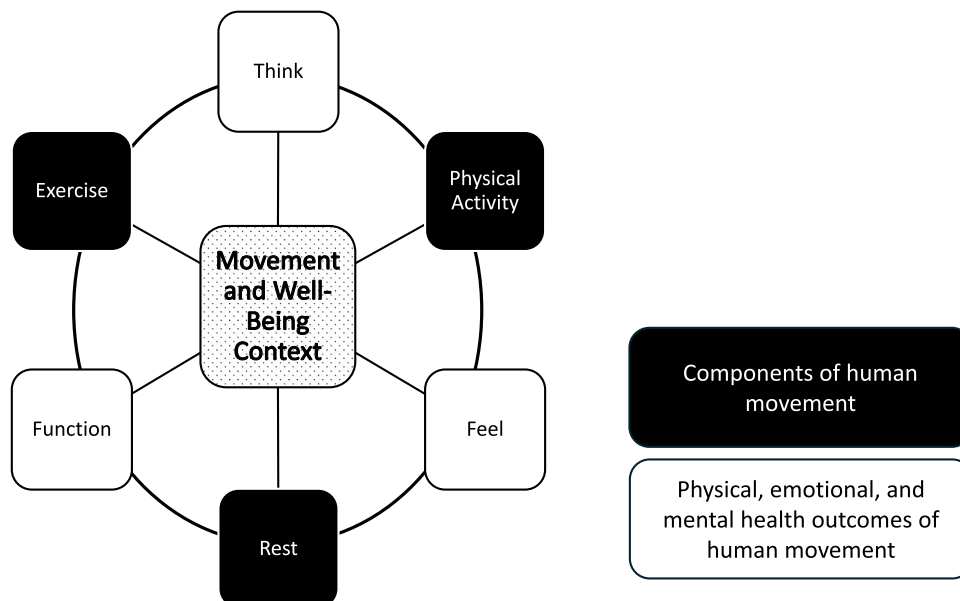 Think
Exercise
Physical
Activity
Movement
and Well-
Being
Context
Function
Feel
Rest
Components of human
movement
Physical, emotional, and
mental health outcomes of
human movement